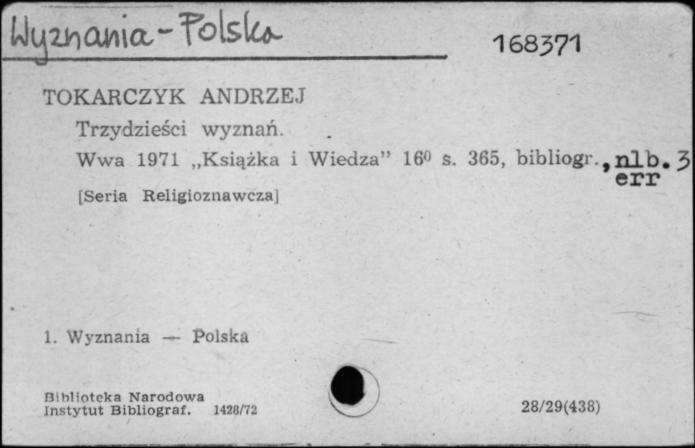 Wyznania - Polska
168371
TOKARCZYK ANDRZEJ
Trzydzieści wyznań.
Wwa 1971 „Książka i Wiedza” 16⁰ s. 365, bibliogr., nlb. 3
err
[Seria Religioznawcza]
1. Wyznania — Polska
Biblioteka Narodowa
Instytut Bibliograf. 1428/72
28/29(438)